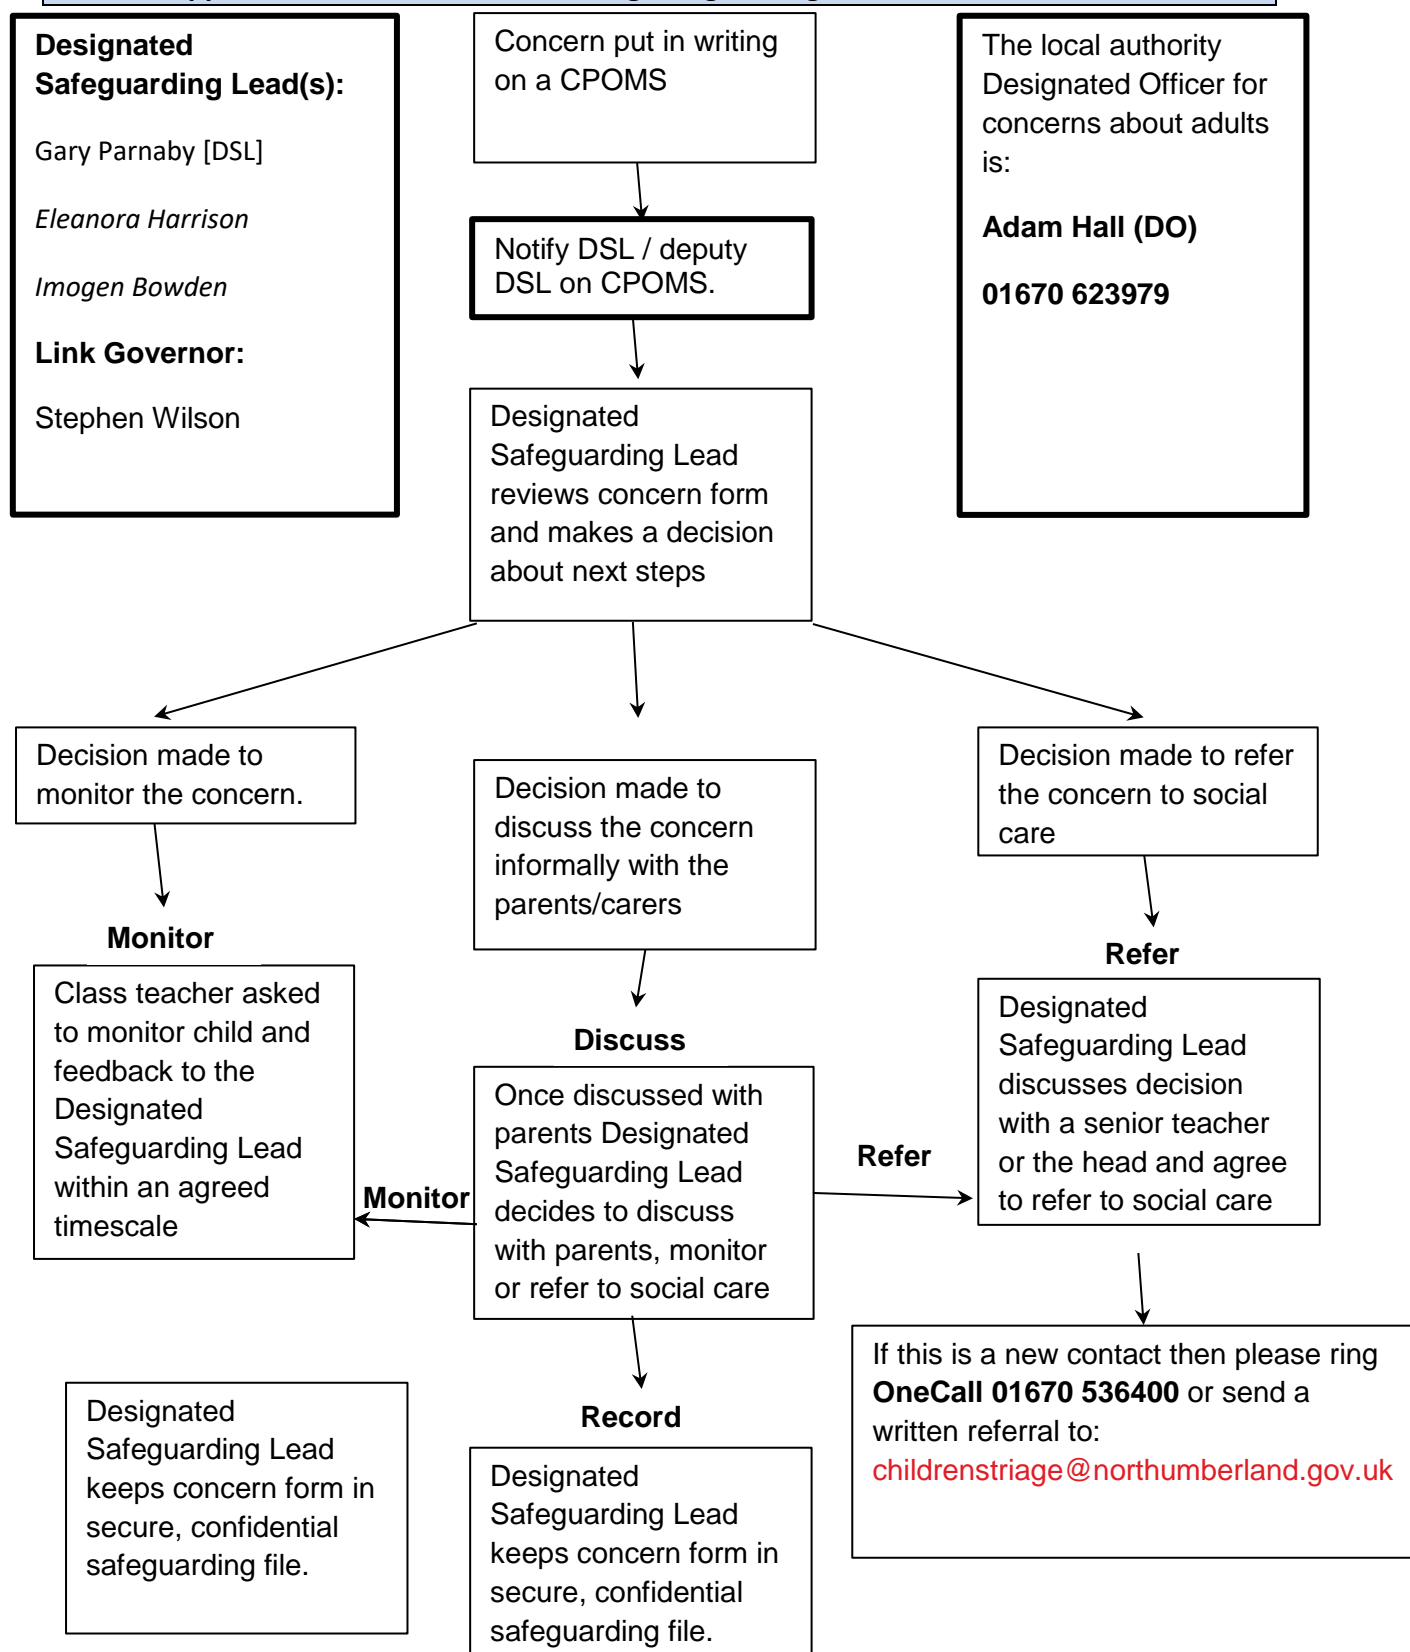 Designated
Safeguarding Lead(s):
Gary Parnaby [DSL]
Eleanora Harrison
Imogen Bowden
Link Governor:
Stephen Wilson
Concern put in writing
on a CPOMS
The local authority
Designated Officer for
concerns about adults
is:
Adam Hall (DO)
01670 623979
Notify DSL / deputy
DSL on CPOMS.
Designated
Safeguarding Lead
reviews concern form
and makes a decision
about next steps
Decision made to
monitor the concern.
Decision made to
discuss the concern
informally with the
parents/carers
Decision made to refer
the concern to social
care
Monitor
Class teacher asked
to monitor child and
feedback to the
Designated
Safeguarding Lead
within an agreed
timescale
Discuss
Once discussed with
parents Designated
Safeguarding Lead
decides to discuss
with parents, monitor
or refer to social care
Monitor
Refer
Refer
Designated
Safeguarding Lead
discusses decision
with a senior teacher
or the head and agree
to refer to social care
Designated
Safeguarding Lead
keeps concern form in
secure, confidential
safeguarding file.
Record
Designated
Safeguarding Lead
keeps concern form in
secure, confidential
safeguarding file.
If this is a new contact then please ring
OneCall 01670 536400 or send a
written referral to:
childrenstriage@northumberland.gov.uk